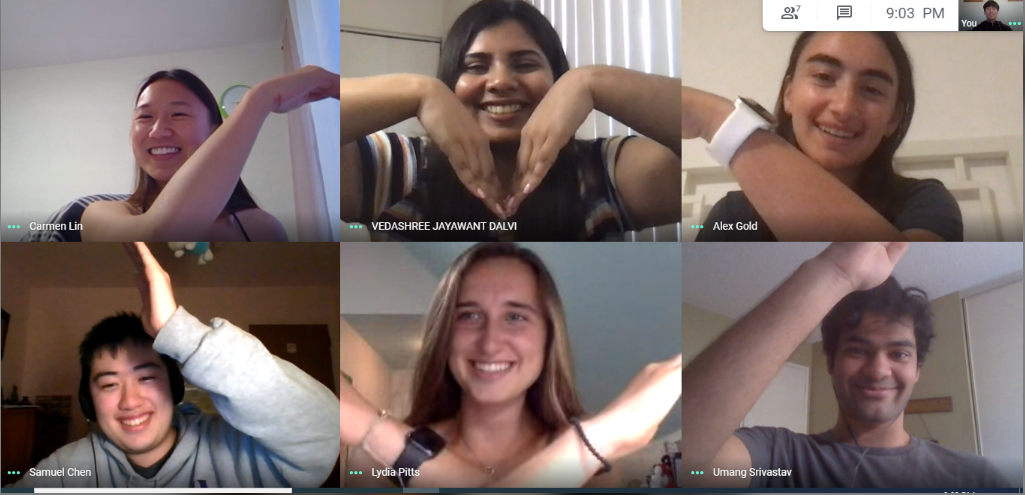 7
9:03 PM
You
Carmen Lin
VEDASHREE JAYAWANT DALVI
Alex Gold
Samuel Chen
Lydia Pitts
Umang Srivastav